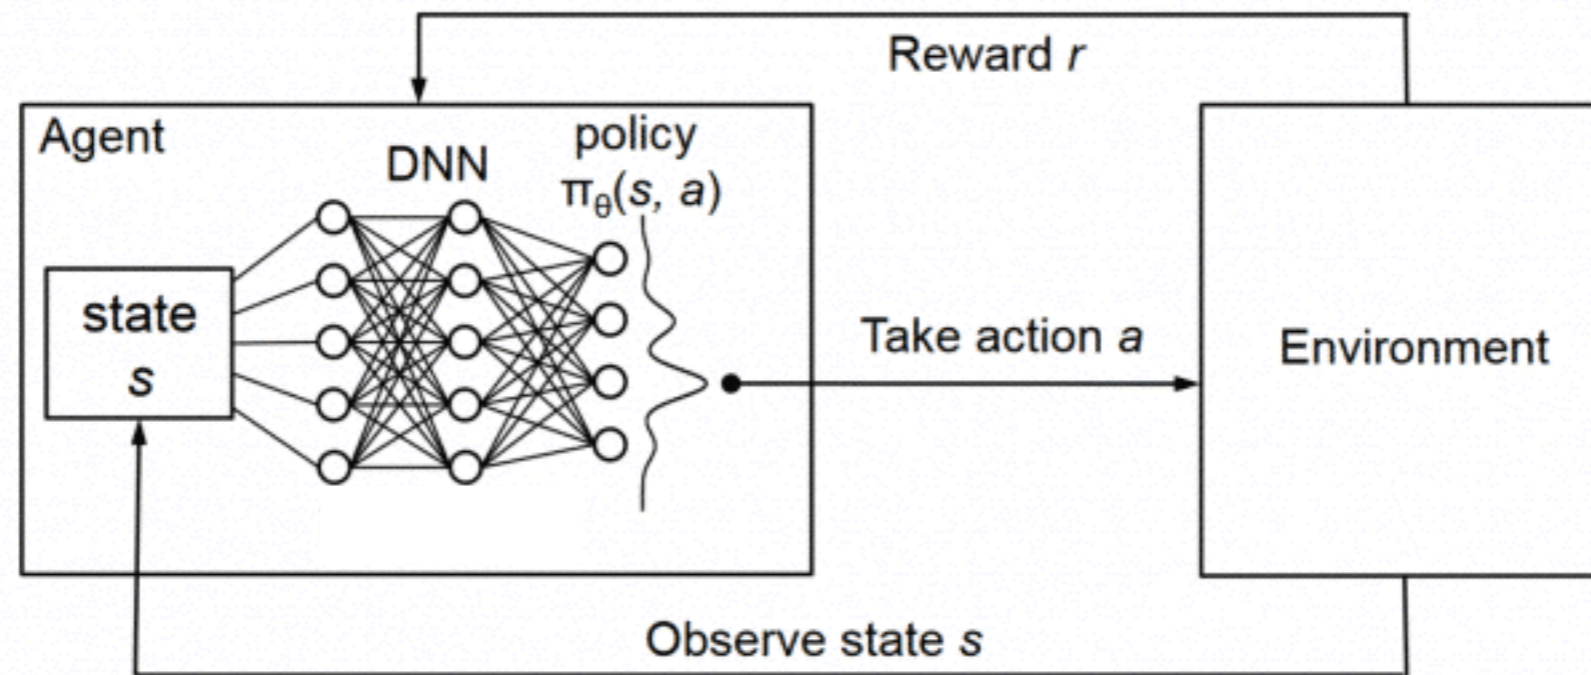 Reward r
Agent
DNN
policy
πθ(s, a)
state
s
Take action a
Environment
Observe state s